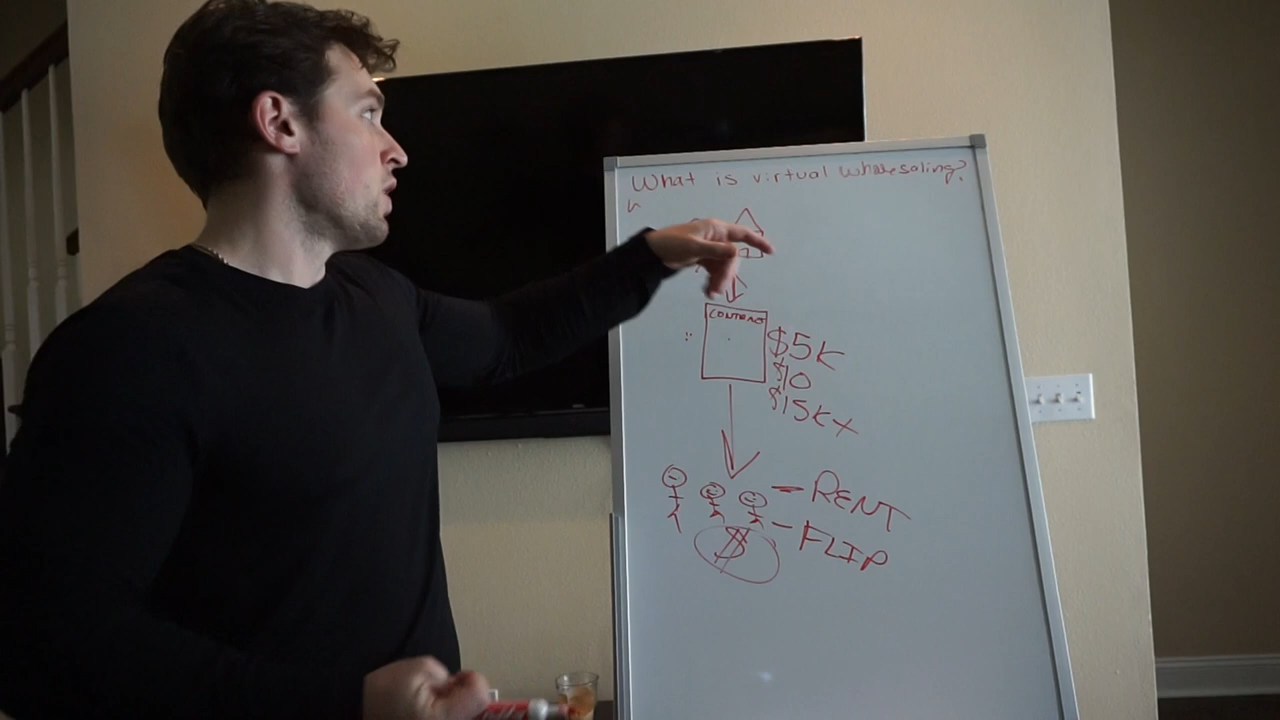 What is virtual wholesaling?
CONTRACT
$5K
$10
$15K+
$
- RENT
- FLIP